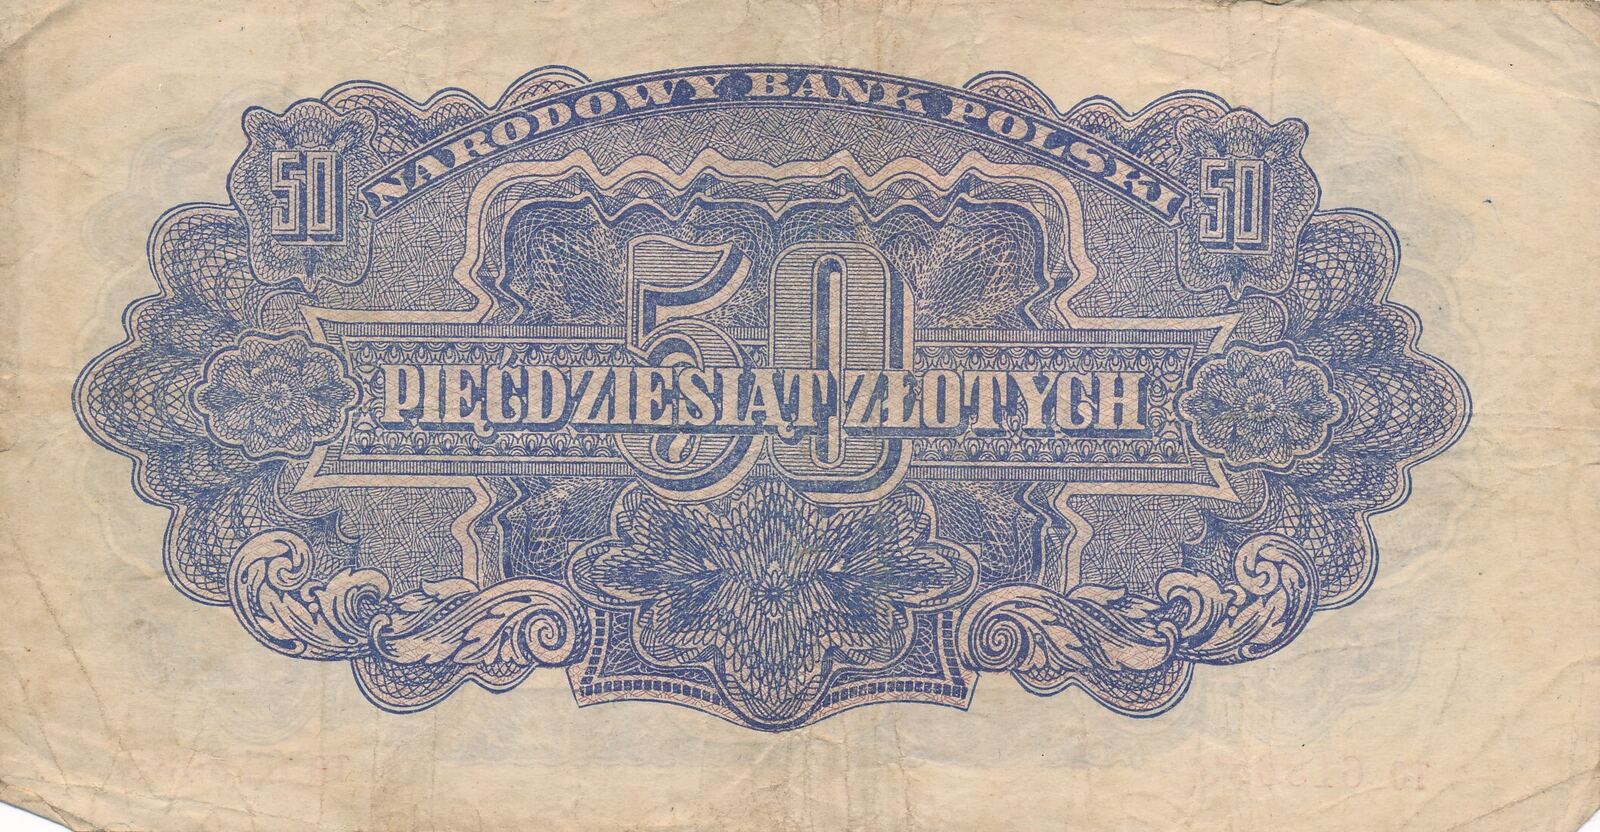 NARODOWY BANK POLSKI
50
50
50
PIĘĆDZIESIĄT ZŁOTYCH